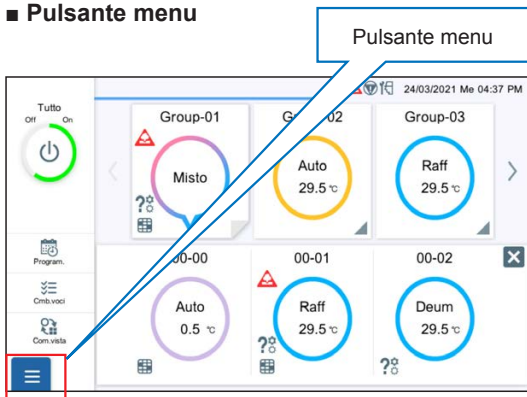 ■ Pulsante menu
Pulsante menu
24/03/2021 Me 04:37 PM
Tutto
Off On
Group-01
Group-03
Misto
Auto
29.5 °C
Raff
29.5 °C
Program.
Cmb.voci
Com.vista
00-01
00-02
Auto
0.5 °C
Raff
29.5 °C
Deum
29.5 °C